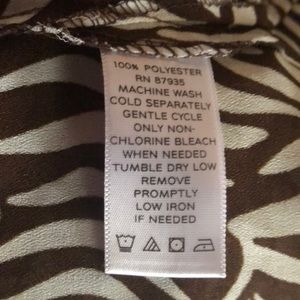 100% POLYESTER
RN 87935
MACHINE WASH
COLD SEPARATELY
GENTLE CYCLE
ONLY NON-
CHLORINE BLEACH
WHEN NEEDED
TUMBLE DRY LOW
REMOVE
PROMPTLY
LOW IRON
IF NEEDED